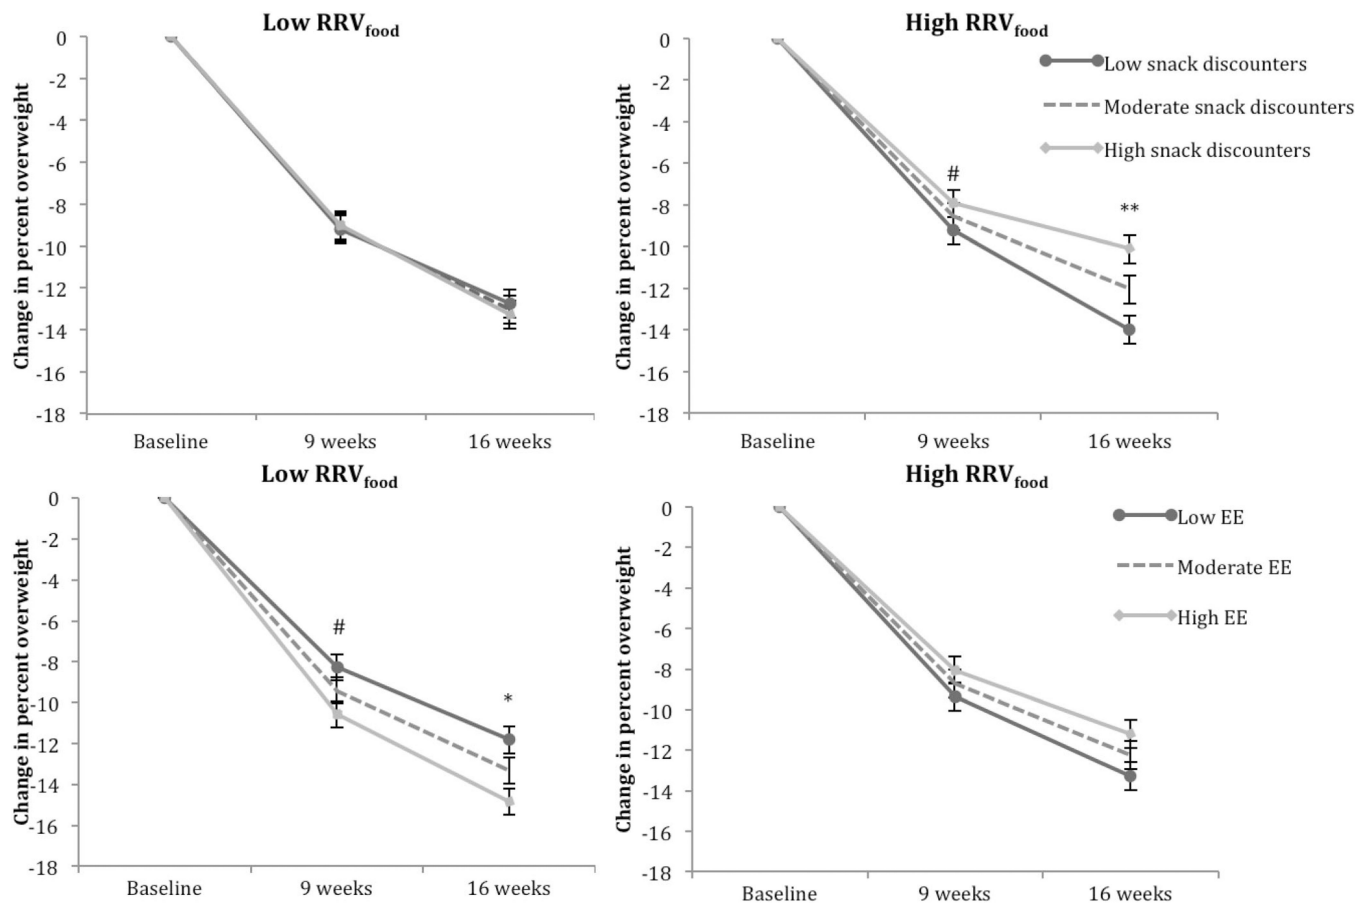 Low RRVfood
Change in percent overweight
0
-2
-4
-6
-8
-10
-12
-14
-16
-18
Baseline 9 weeks 16 weeks
High RRVfood
Change in percent overweight
0
-2
-4
-6
-8
-10
-12
-14
-16
-18
#
**
Low snack discounters
Moderate snack discounters
High snack discounters
Baseline 9 weeks 16 weeks
Low RRVfood
Change in percent overweight
0
-2
-4
-6
-8
-10
-12
-14
-16
-18
#
*
Baseline 9 weeks 16 weeks
High RRVfood
Change in percent overweight
0
-2
-4
-6
-8
-10
-12
-14
-16
-18
Low EE
Moderate EE
High EE
Baseline 9 weeks 16 weeks